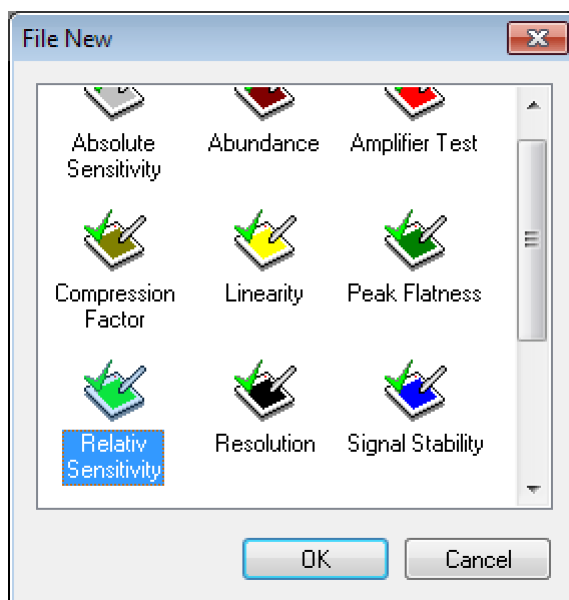 File New
Absolute
Sensitivity
Abundance
Amplifier Test
Compression
Factor
Linearity
Peak Flatness
Relativ
Sensitivity
Resolution
Signal Stability
OK
Cancel